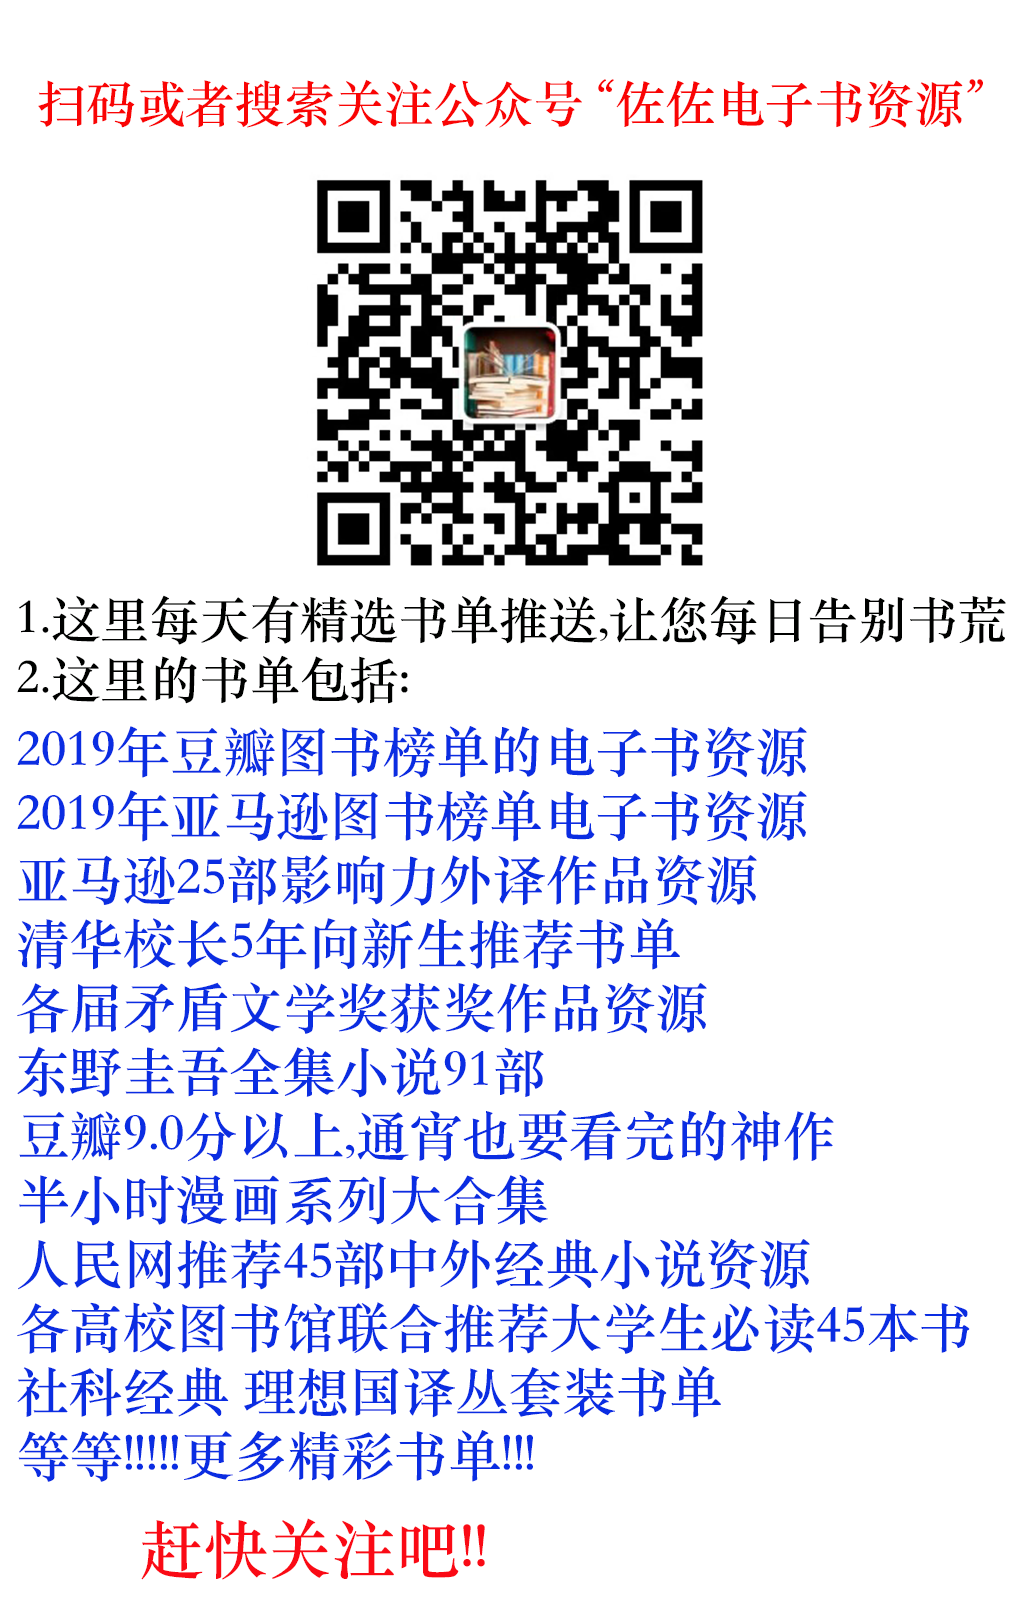 扫码或者搜索关注公众号“佐佐电子书资源”
1.这里每天有精选书单推送,让您每日告别书荒
2.这里的书单包括:
2019年豆瓣图书榜单的电子书资源
2019年亚马逊图书榜单电子书资源
亚马逊25部影响力外译作品资源
清华校长5年向新生推荐书单
各届矛盾文学奖获奖作品资源
东野圭吾全集小说91部
豆瓣9.0分以上,通宵也要看完的神作
半小时漫画系列大合集
人民网推荐45部中外经典小说资源
各高校图书馆联合推荐大学生必读45本书
社科经典 理想国译丛套装书单
等等!!!!!更多精彩书单!!!
赶快关注吧!!